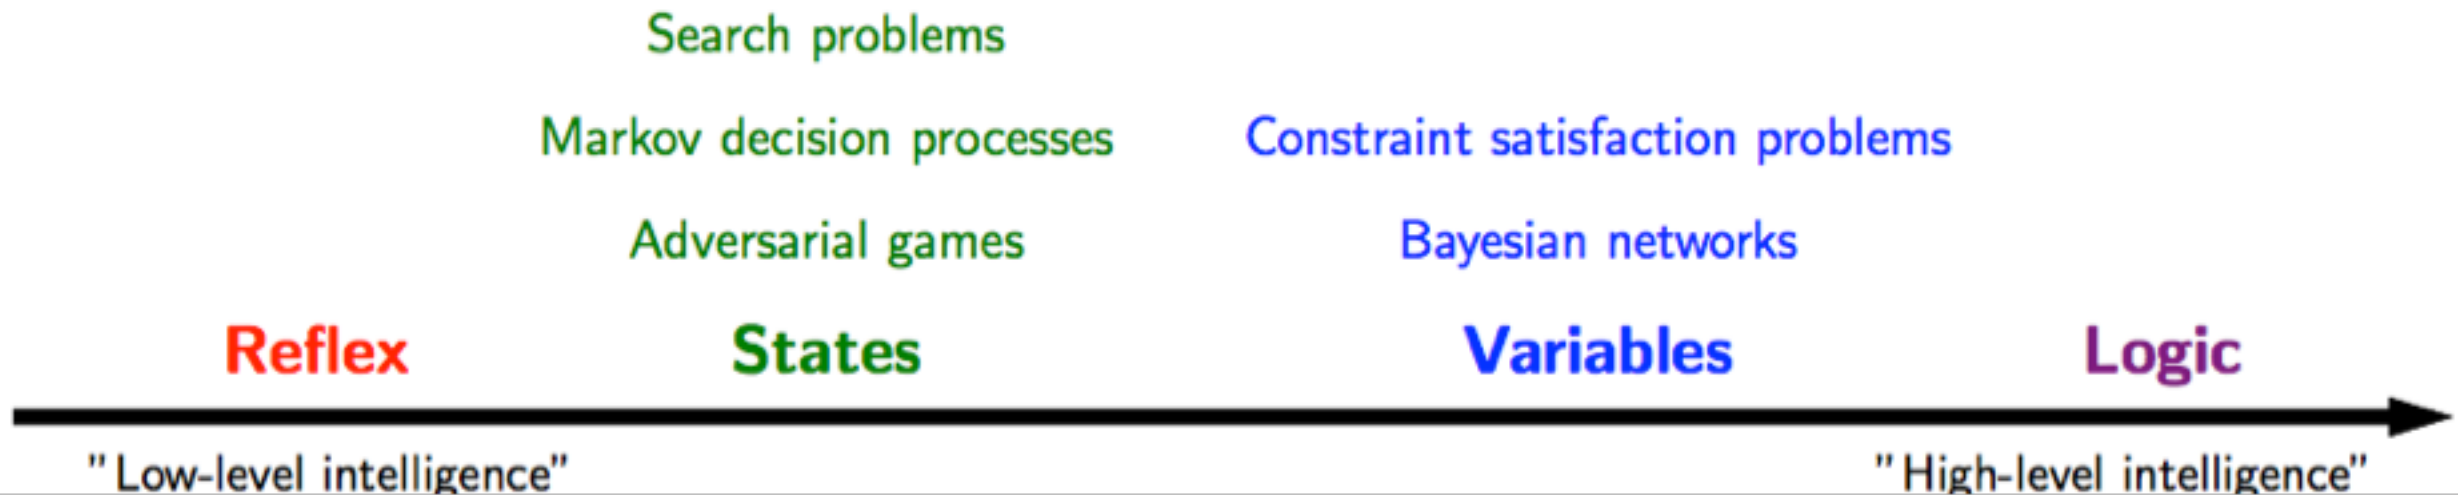 Search problems
Markov decision processes Constraint satisfaction problems
Adversarial games Bayesian networks
Reflex States Variables Logic
"Low-level intelligence" "High-level intelligence"